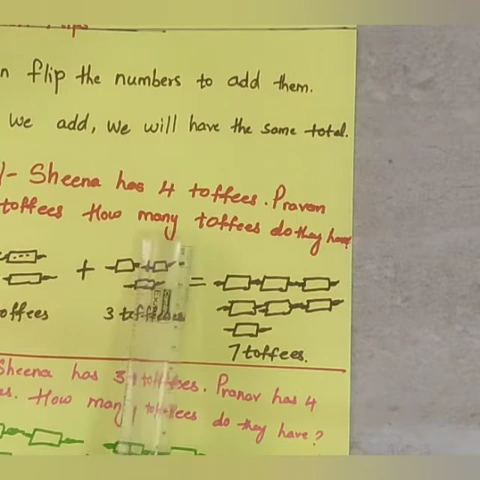 n flip the numbers to add them.
we add, we will have the same total.
- Sheena has 4 toffees. Pravan
toffees How many toffees do they have
+ =
offees 3 toffees
7 toffees.
Sheena has 3 toffees. Pranav has 4
es. How many toffees do they have?